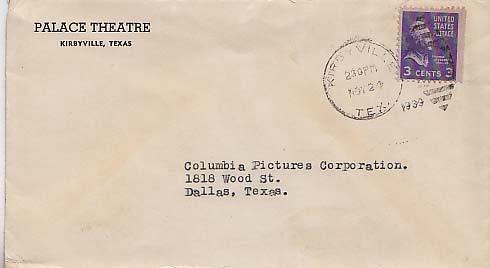 PALACE THEATRE
KIRBYVILLE, TEXAS
KIRBYVILLE
230PM
NOV 24
TEX.
1939
UNITED
STATES
POSTAGE
3 CENTS 3
Columbia Pictures Corporation.
1818 Wood St.
Dallas, Texas.